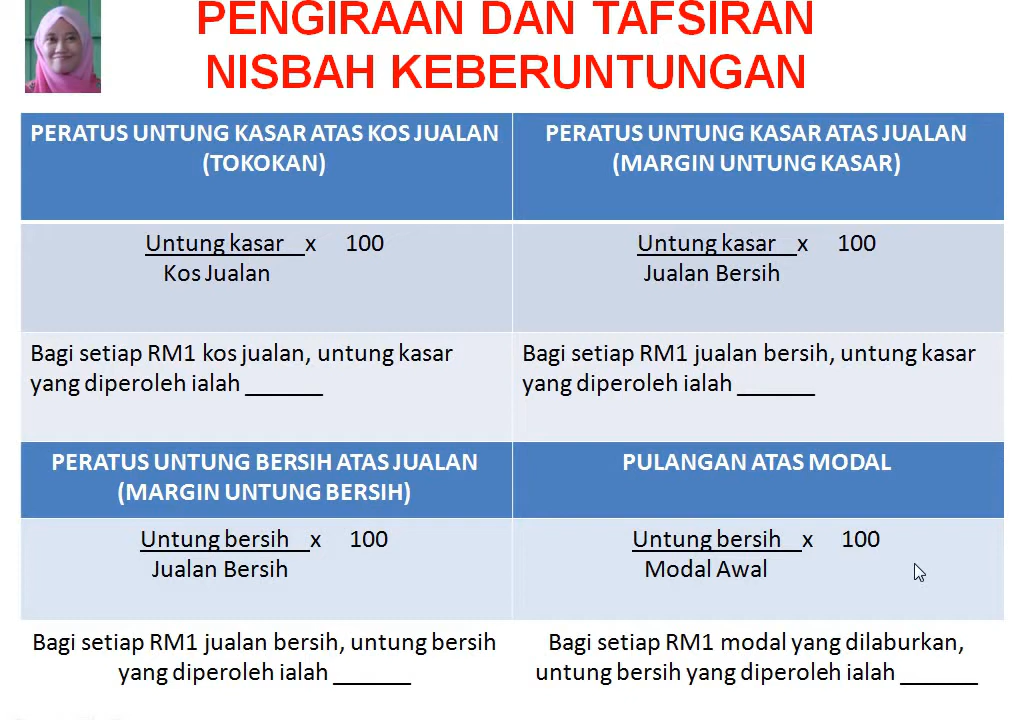 PENGIRAAN DAN TAFSIRAN
NISBAH KEBERUNTUNGAN
PERATUS UNTUNG KASAR ATAS KOS JUALAN
(TOKOKAN)
PERATUS UNTUNG KASAR ATAS JUALAN
(MARGIN UNTUNG KASAR)
Untung kasar x 100
Kos Jualan
Untung kasar x 100
Jualan Bersih
Bagi setiap RM1 kos jualan, untung kasar
yang diperoleh ialah ______
Bagi setiap RM1 jualan bersih, untung kasar
yang diperoleh ialah ______
PERATUS UNTUNG BERSIH ATAS JUALAN
(MARGIN UNTUNG BERSIH)
PULANGAN ATAS MODAL
Untung bersih x 100
Jualan Bersih
Untung bersih x 100
Modal Awal
Bagi setiap RM1 jualan bersih, untung bersih
yang diperoleh ialah ______
Bagi setiap RM1 modal yang dilaburkan,
untung bersih yang diperoleh ialah ______